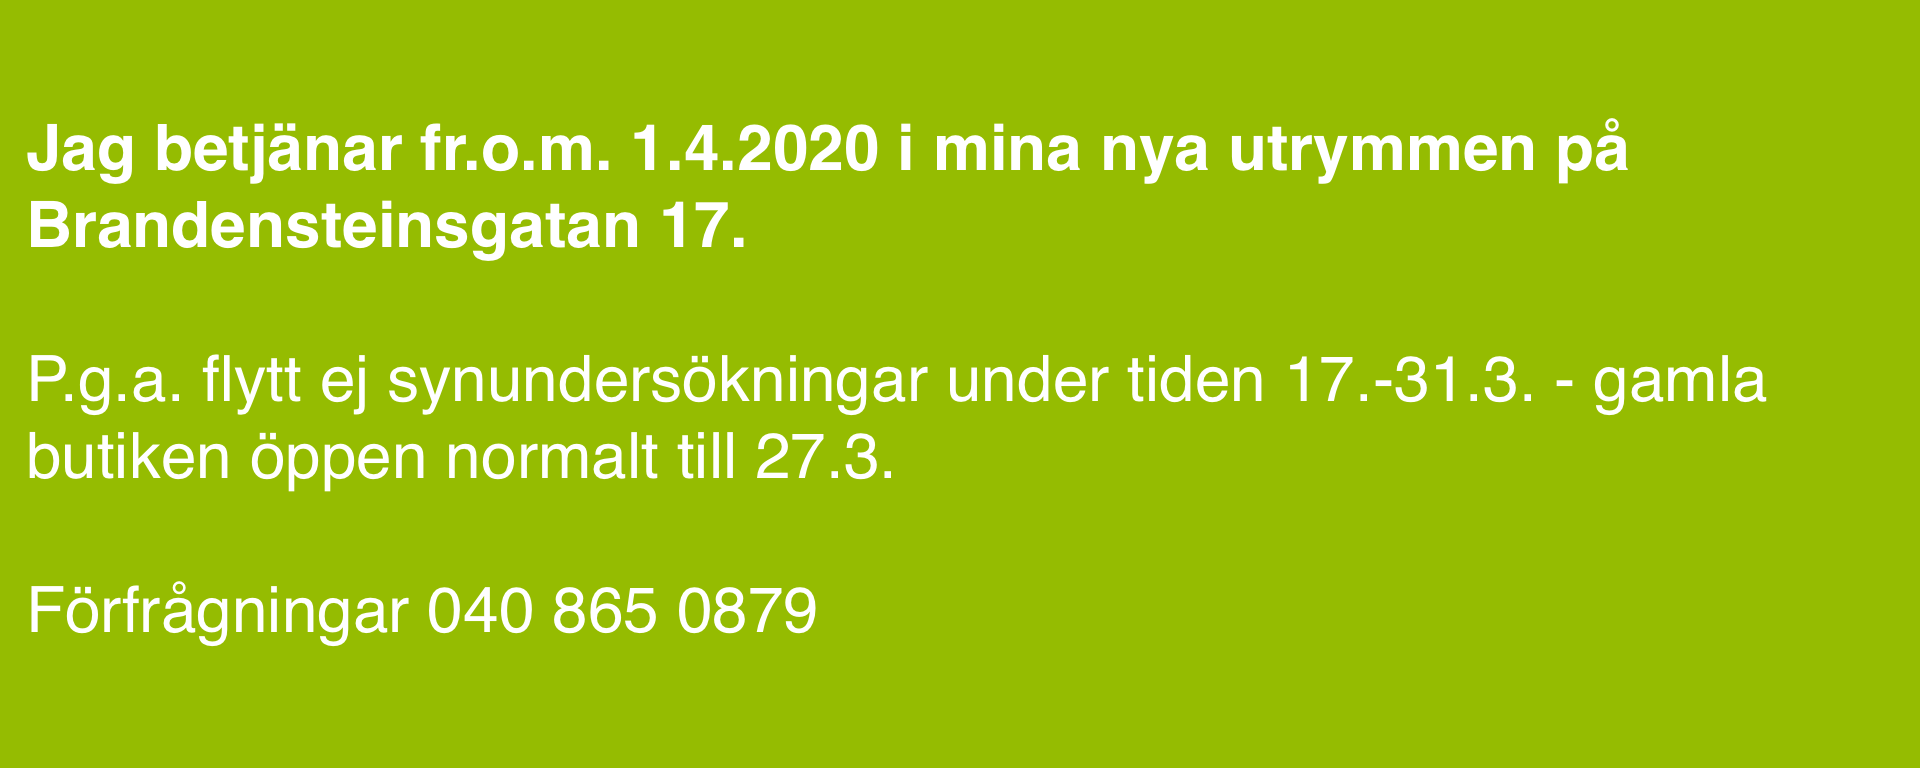 Jag betjänar fr.o.m. 1.4.2020 i mina nya utrymmen på
Brandensteinsgatan 17.
P.g.a. flytt ej synundersökningar under tiden 17.-31.3. - gamla
butiken öppen normalt till 27.3.
Förfrågningar 040 865 0879